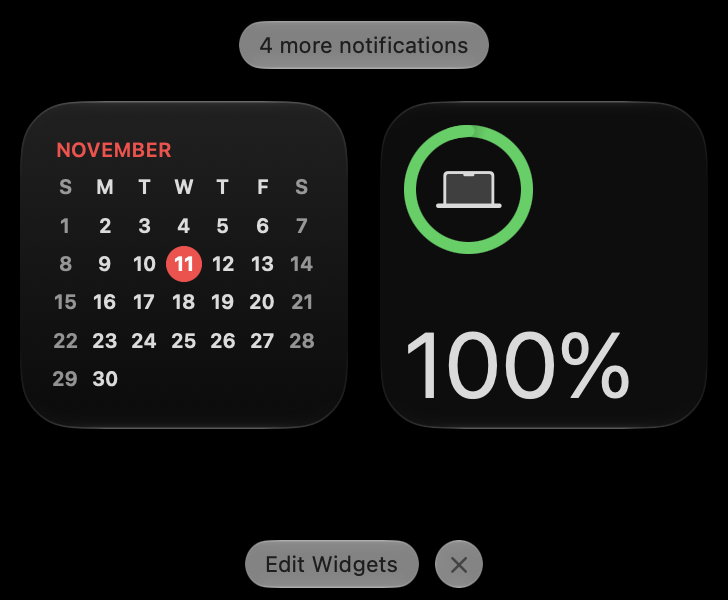 4 more notifications
NOVEMBER
S M T W T F S
1 2 3 4 5 6 7
8 9 10 11 12 13 14
15 16 17 18 19 20 21
22 23 24 25 26 27 28
29 30
100%
Edit Widgets